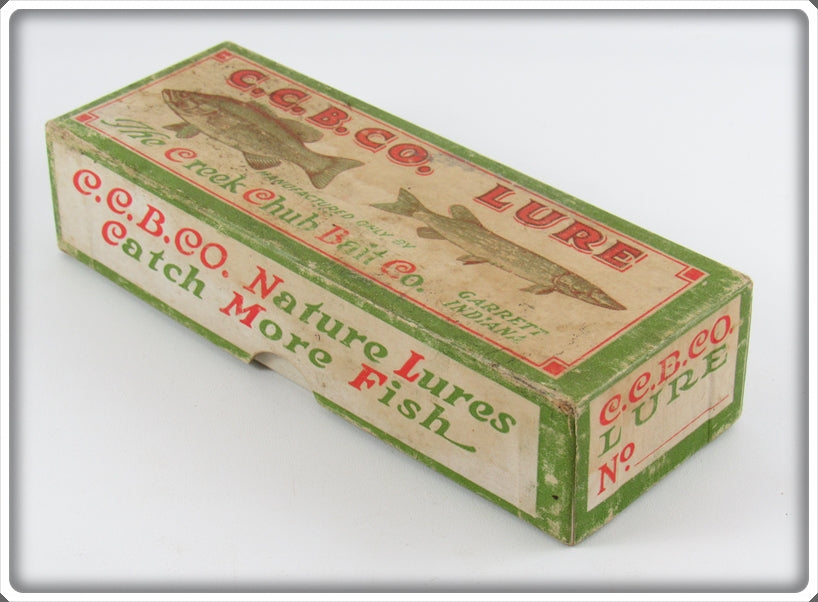 C.C.B.CO. LURE
MANUFACTURED ONLY BY
The Creek Chub Bait Co.
GARRETT
INDIANA
C.C.B.CO. Nature Lures
Catch More Fish
C.C.B.CO.
LURE
No